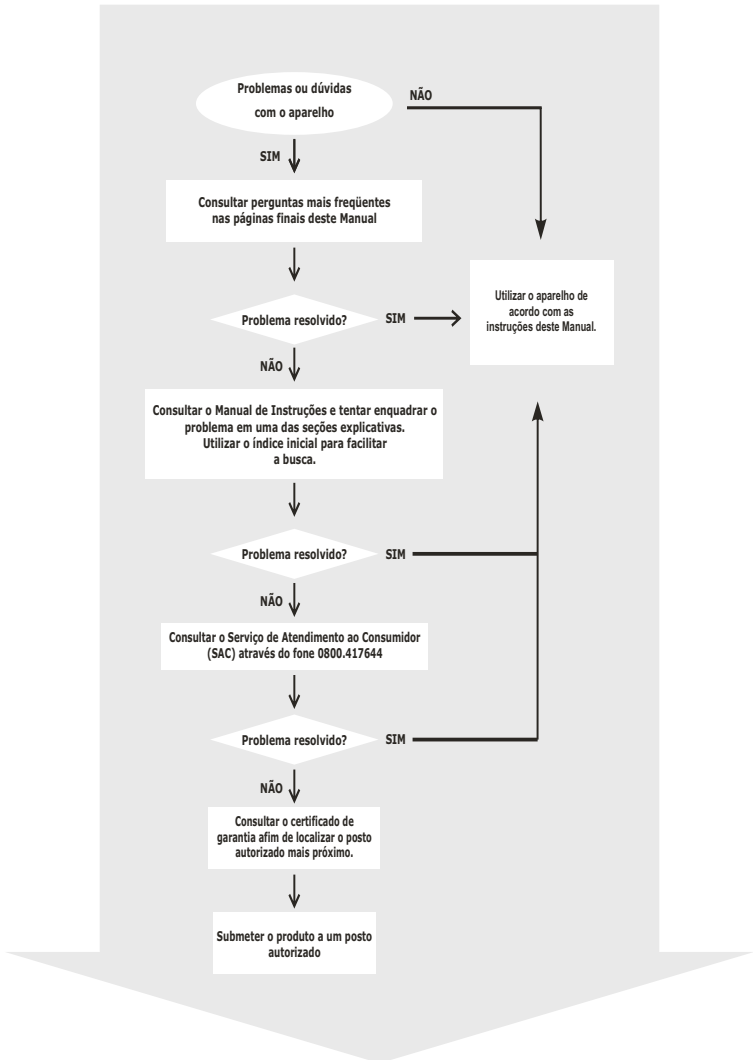 Problemas ou dúvidas
com o aparelho
NÃO
SIM
Consultar perguntas mais freqüentes
nas páginas finais deste Manual
Utilizar o aparelho de
acordo com as
instruções deste Manual.
Problema resolvido?
SIM
NÃO
Consultar o Manual de Instruções e tentar enquadrar o
problema em uma das seções explicativas.
Utilizar o índice inicial para facilitar
a busca.
Problema resolvido?
SIM
NÃO
Consultar o Serviço de Atendimento ao Consumidor
(SAC) através do fone 0800.417644
Problema resolvido?
SIM
NÃO
Consultar o certificado de
garantia afim de localizar o posto
autorizado mais próximo.
Submeter o produto a um posto
autorizado